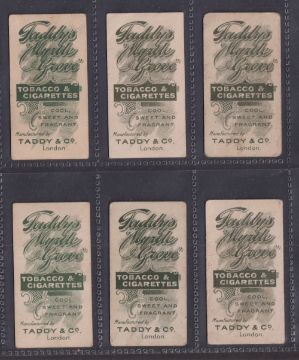 Taddy's
Myrtle
Grove
TOBACCO &
CIGARETTES
COOL
SWEET AND
FRAGRANT.
Manufactured by
TADDY & Co.
London.
Taddy's
Myrtle
Grove
TOBACCO &
CIGARETTES
COOL
SWEET AND
FRAGRANT.
Manufactured by
TADDY & Co.
London.
Taddy's
Myrtle
Grove
TOBACCO &
CIGARETTES
COOL
SWEET AND
FRAGRANT.
Manufactured by
TADDY & Co.
London.
Taddy's
Myrtle
Grove
TOBACCO &
CIGARETTES
COOL
SWEET AND
FRAGRANT.
Manufactured by
TADDY & Co.
London.
Taddy's
Myrtle
Grove
TOBACCO &
CIGARETTES
COOL
SWEET AND
FRAGRANT.
Manufactured by
TADDY & Co.
London.
Taddy's
Myrtle
Grove
TOBACCO &
CIGARETTES
COOL
SWEET AND
FRAGRANT.
Manufactured by
TADDY & Co.
London.